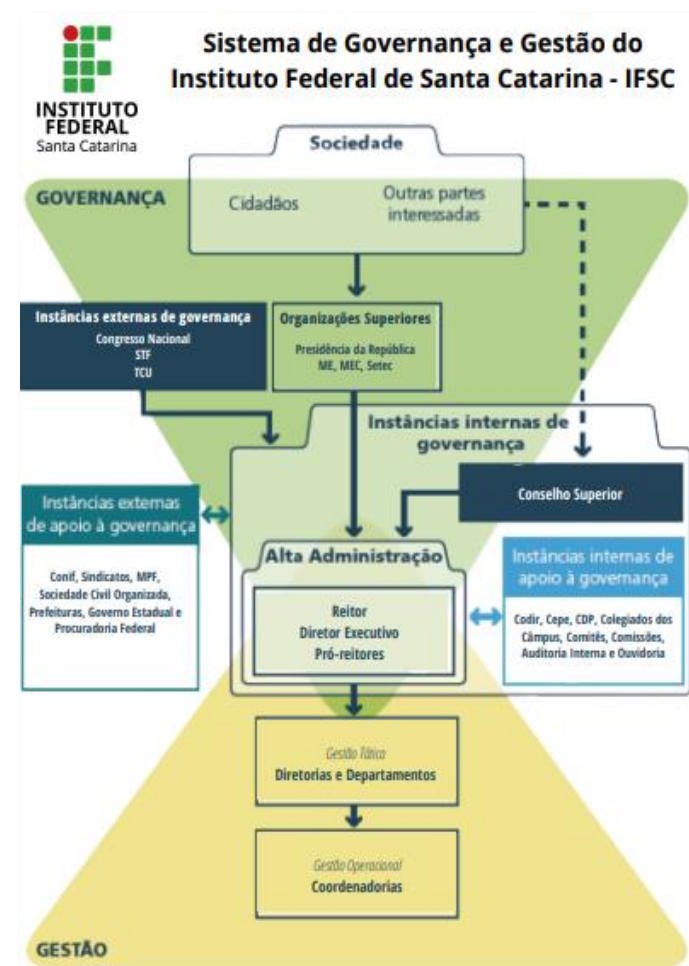 Sistema de Governança e Gestão do
Instituto Federal de Santa Catarina - IFSC
INSTITUTO
FEDERAL
Santa Catarina
Sociedade
GOVERNANÇA
Cidadãos
Outras partes
interessadas
Instâncias externas de governança
Congresso Nacional
STF
TCU
Organizações Superiores
Presidência da República
ME, MEC, Setec
Instâncias internas de
governança
Conselho Superior
Instâncias externas
de apoio à governança
Conif, Sindicatos, MPF,
Sociedade Civil Organizada,
Prefeituras, Governo Estadual e
Procuradoria Federal
Alta Administração
Reitor
Diretor Executivo
Pró-reitores
Instâncias internas de
apoio à governança
Codir, Cepe, CDP, Colegiados dos
Câmpus, Comitês, Comissões,
Auditoria Interna e Ouvidoria
Gestão Tática
Diretorias e Departamentos
Gestão Operacional
Coordenadorias
GESTÃO